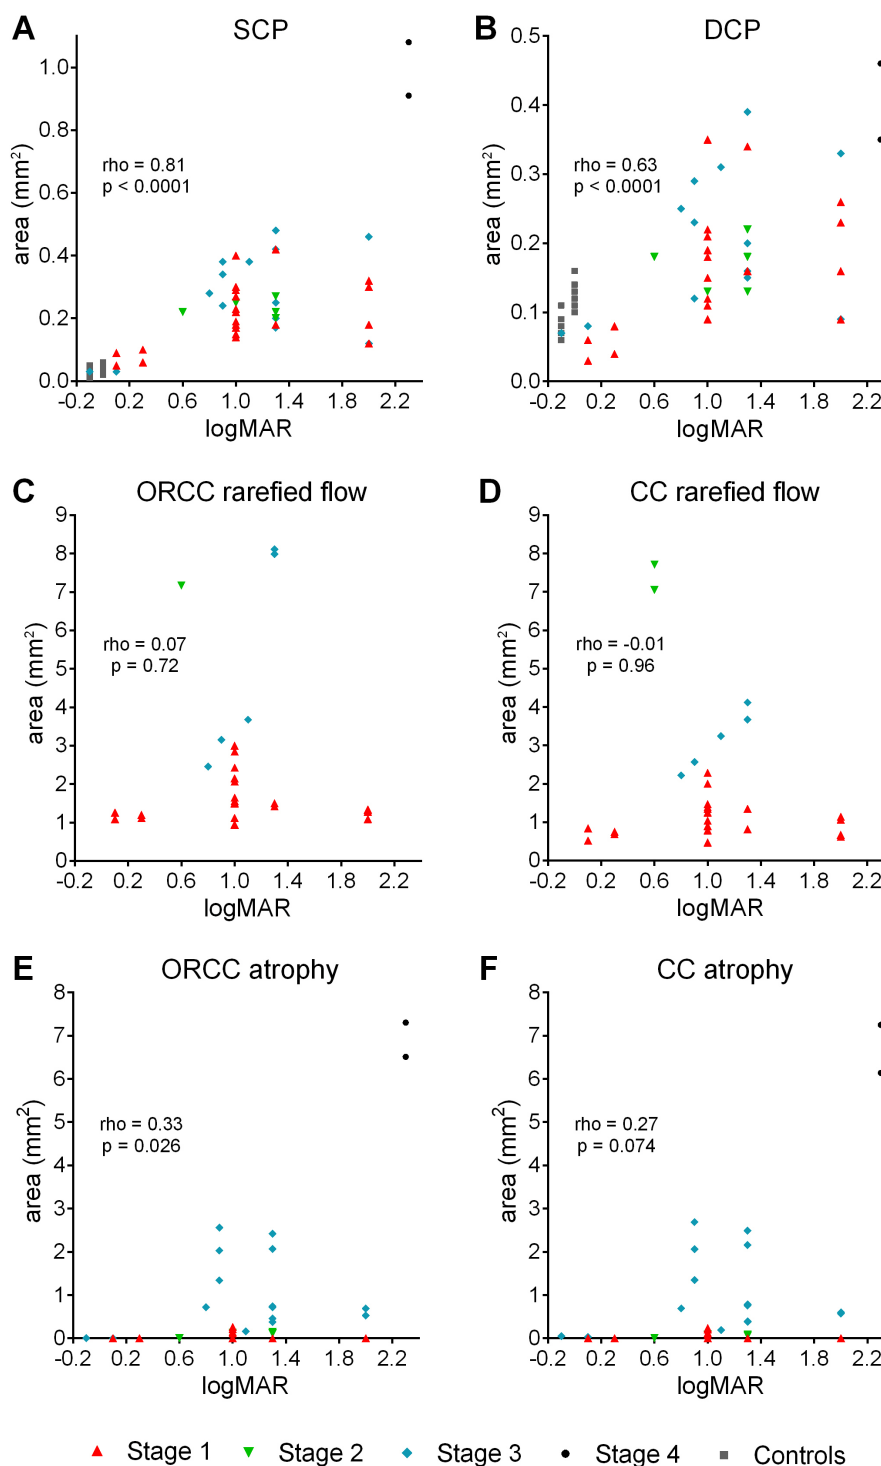 A
SCP
1.0
0.8
0.6
0.4
0.2
0.0
area (mm²)
rho = 0.81
p < 0.0001
-0.2 0.2 0.6 1.0 1.4 1.8 2.2
logMAR
B
DCP
0.5
0.4
0.3
0.2
0.1
0.0
area (mm²)
rho = 0.63
p < 0.0001
-0.2 0.2 0.6 1.0 1.4 1.8 2.2
logMAR
C
ORCC rarefied flow
9
8
7
6
5
4
3
2
1
0
area (mm²)
rho = 0.07
p = 0.72
-0.2 0.2 0.6 1.0 1.4 1.8 2.2
logMAR
D
CC rarefied flow
9
8
7
6
5
4
3
2
1
0
area (mm²)
rho = -0.01
p = 0.96
-0.2 0.2 0.6 1.0 1.4 1.8 2.2
logMAR
E
ORCC atrophy
8
7
6
5
4
3
2
1
0
area (mm²)
rho = 0.33
p = 0.026
-0.2 0.2 0.6 1.0 1.4 1.8 2.2
logMAR
F
CC atrophy
8
7
6
5
4
3
2
1
0
area (mm²)
rho = 0.27
p = 0.074
-0.2 0.2 0.6 1.0 1.4 1.8 2.2
logMAR
Stage 1 Stage 2 Stage 3 Stage 4 Controls